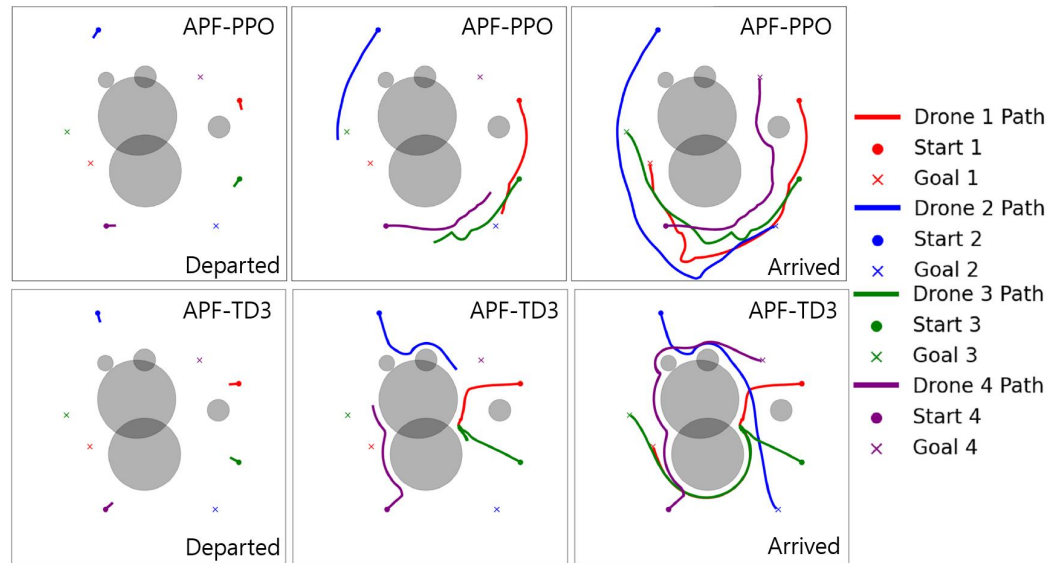 APF-PPO
Departed
APF-PPO
APF-PPO
Arrived
APF-TD3
Departed
APF-TD3
APF-TD3
Arrived
Drone 1 Path
Start 1
Goal 1
Drone 2 Path
Start 2
Goal 2
Drone 3 Path
Start 3
Goal 3
Drone 4 Path
Start 4
Goal 4